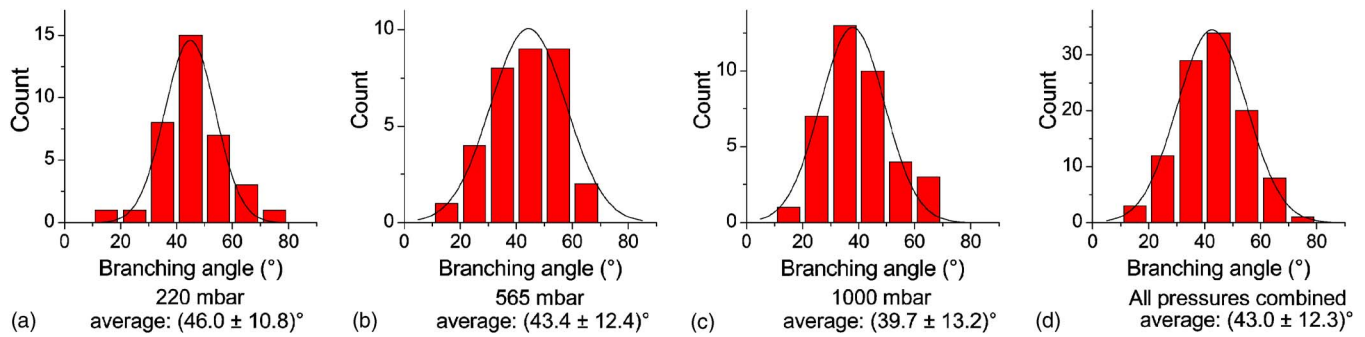 15
10
5
0
Count
0 20 40 60 80
Branching angle (°)
220 mbar
(a) average: (46.0 ± 10.8)°
10
5
0
Count
0 20 40 60 80
Branching angle (°)
565 mbar
(b) average: (43.4 ± 12.4)°
10
5
0
Count
0 20 40 60 80
Branching angle (°)
1000 mbar
(c) average: (39.7 ± 13.2)°
30
20
10
0
Count
0 20 40 60 80
Branching angle (°)
All pressures combined
(d) average: (43.0 ± 12.3)°